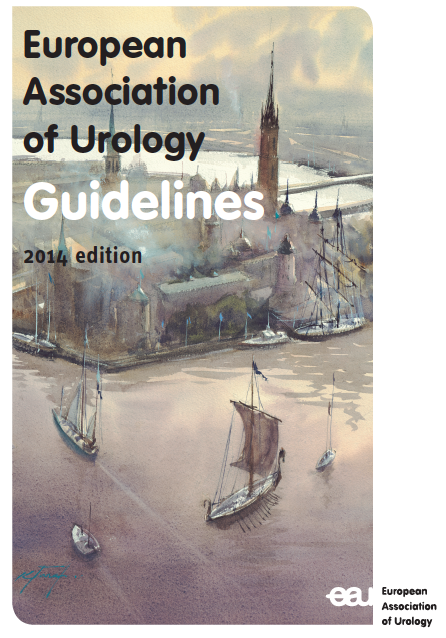 European
Association
of Urology
Guidelines
2014 edition
eau
European
Association
of Urology